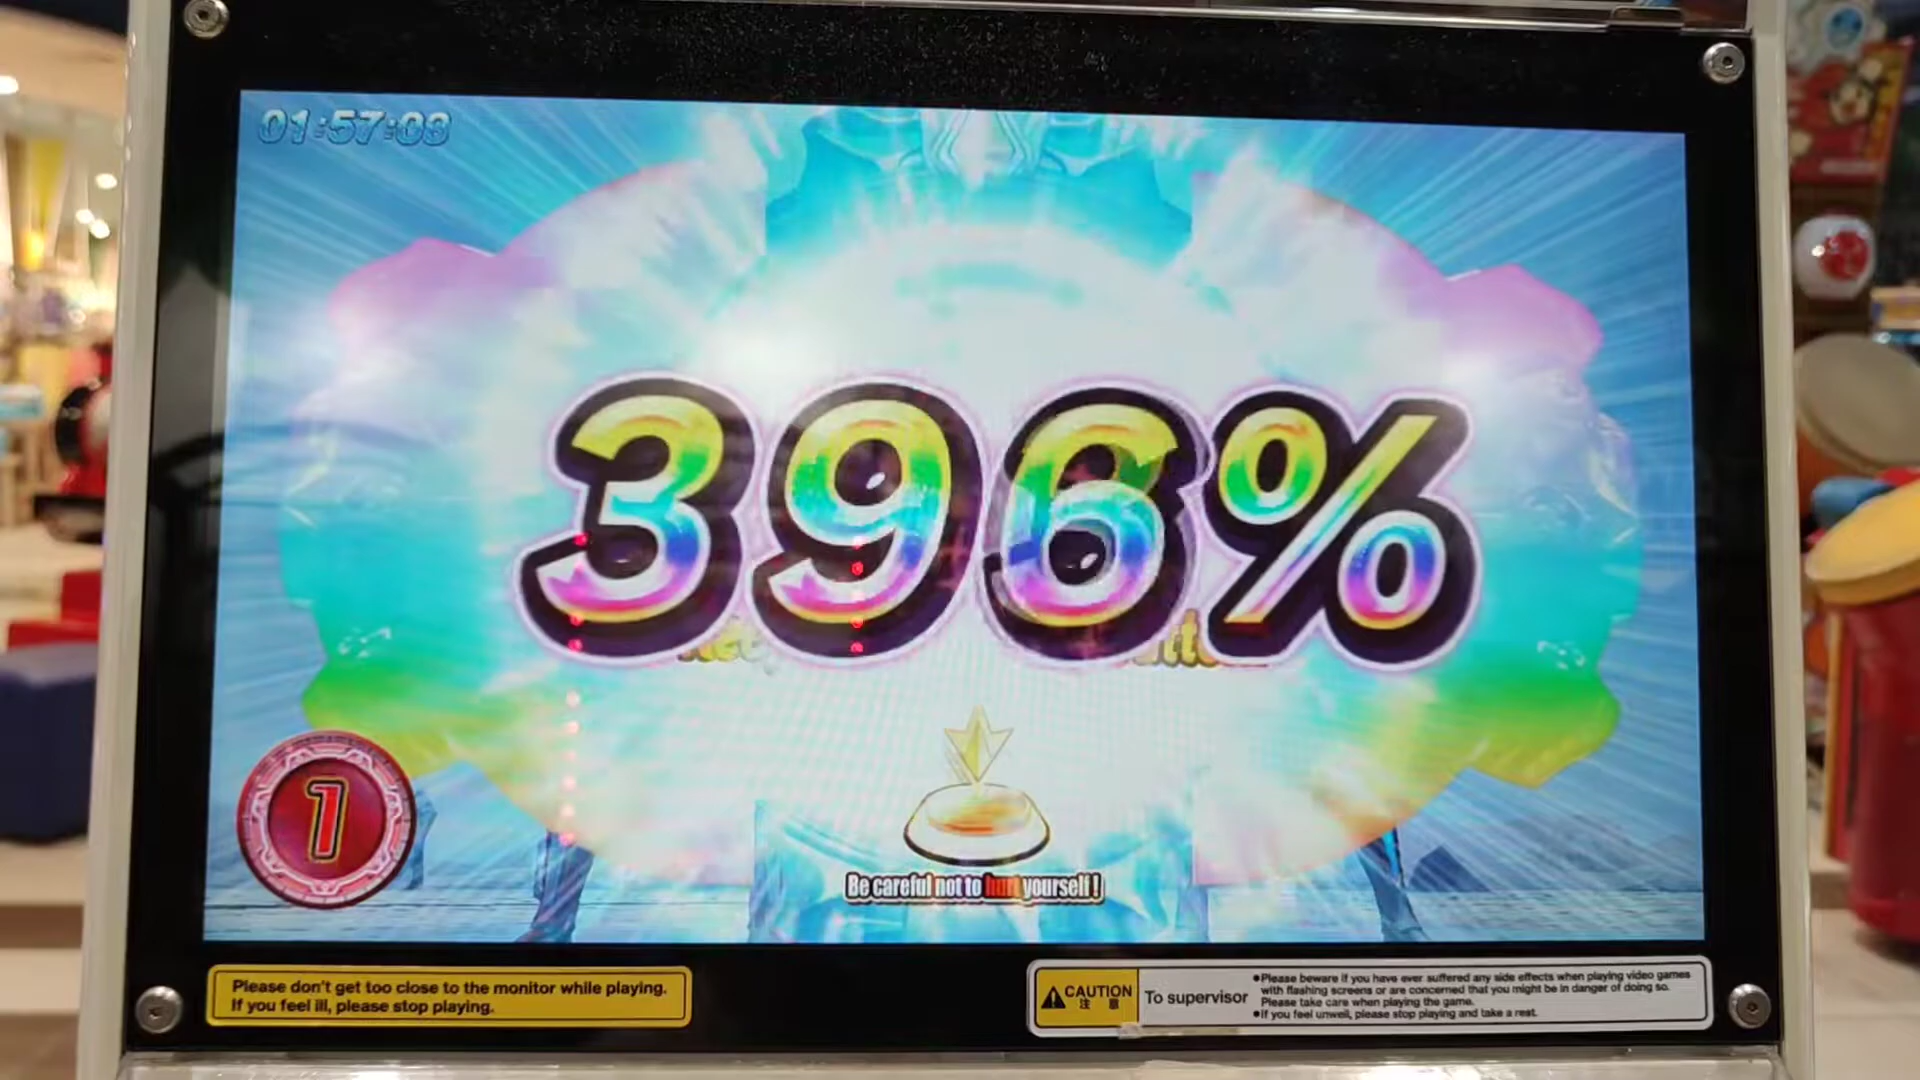 01:57:03
396%
1
Be careful not to hurt yourself!
Please don't get too close to the monitor while playing.
If you feel ill, please stop playing.
CAUTION
注 意
To supervisor
•Please beware if you have ever suffered any side effects when playing video games
with flashing screens or are concerned that you might be in danger of doing so.
Please take care when playing the game.
•If you feel unwell, please stop playing and take a rest.